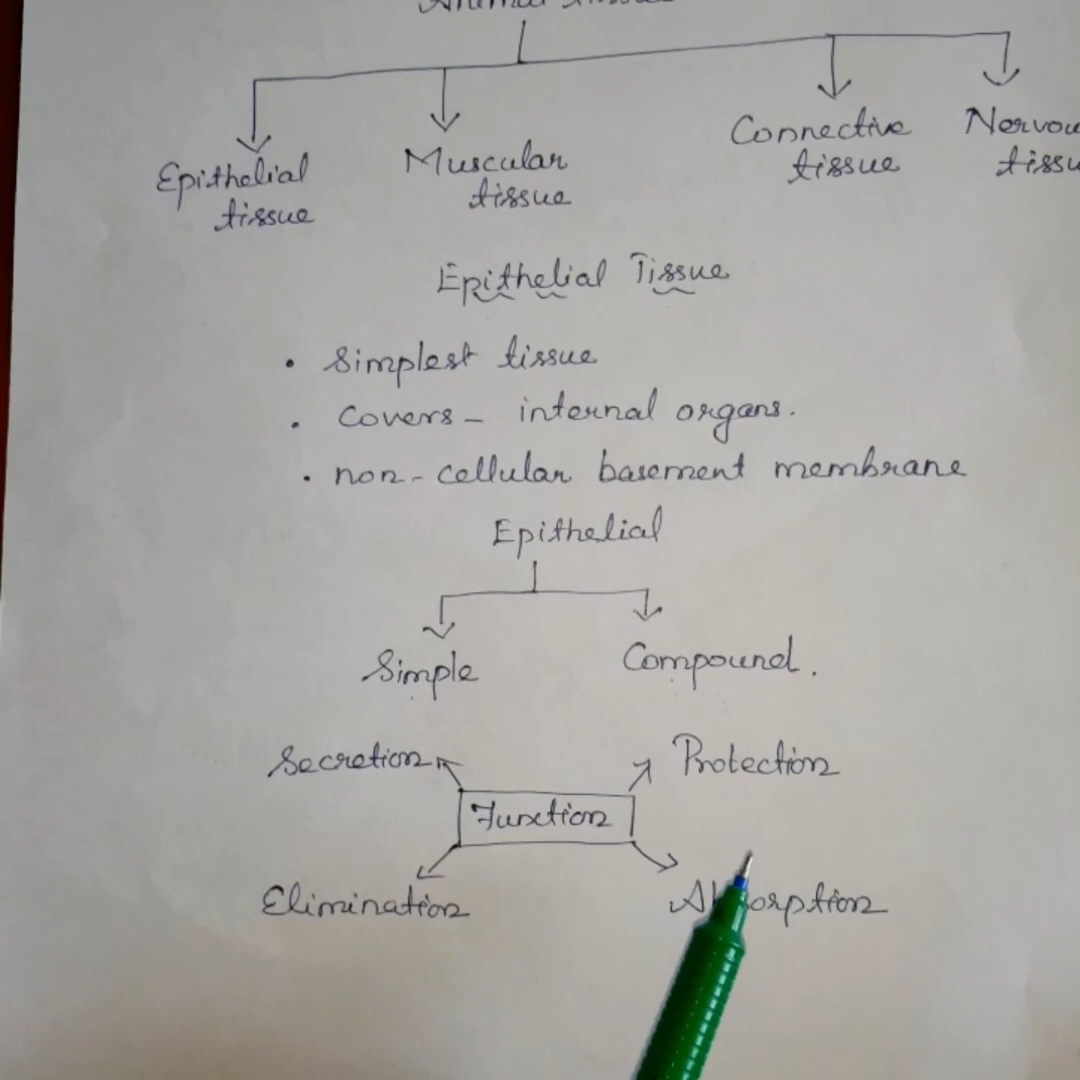 Epithelial tissue
Muscular tissue
Connective tissue
tissue
Epithelial Tissue
• Simplest tissue
• Covers - internal organs.
• non-cellular basement membrane
Epithelial
Simple
Compound.
Secretion
Protection
Function
Elimination